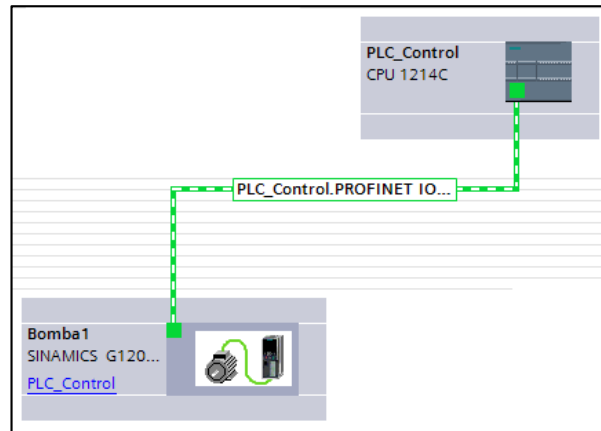 PLC_Control
CPU 1214C
PLC_Control.PROFINET IO...
Bomba1
SINAMICS G120...
PLC_Control